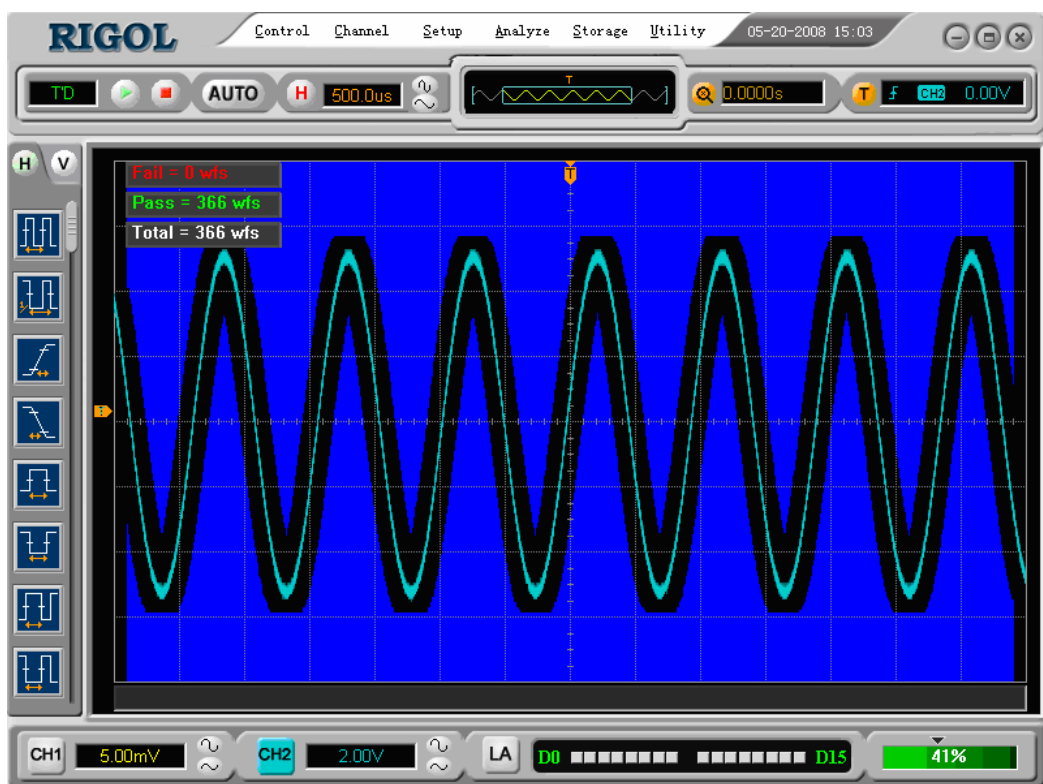 RIGOL Control Channel Setup Analyze Storage Utility 05-20-2008 15:03
T'D AUTO H 500.0us T 0.0000s T CH2 0.00V
H V
Fail = 0 wfs
T
Pass = 366 wfs
Total = 366 wfs
CH1 5.00mV CH2 2.00V LA D0 D15 41%